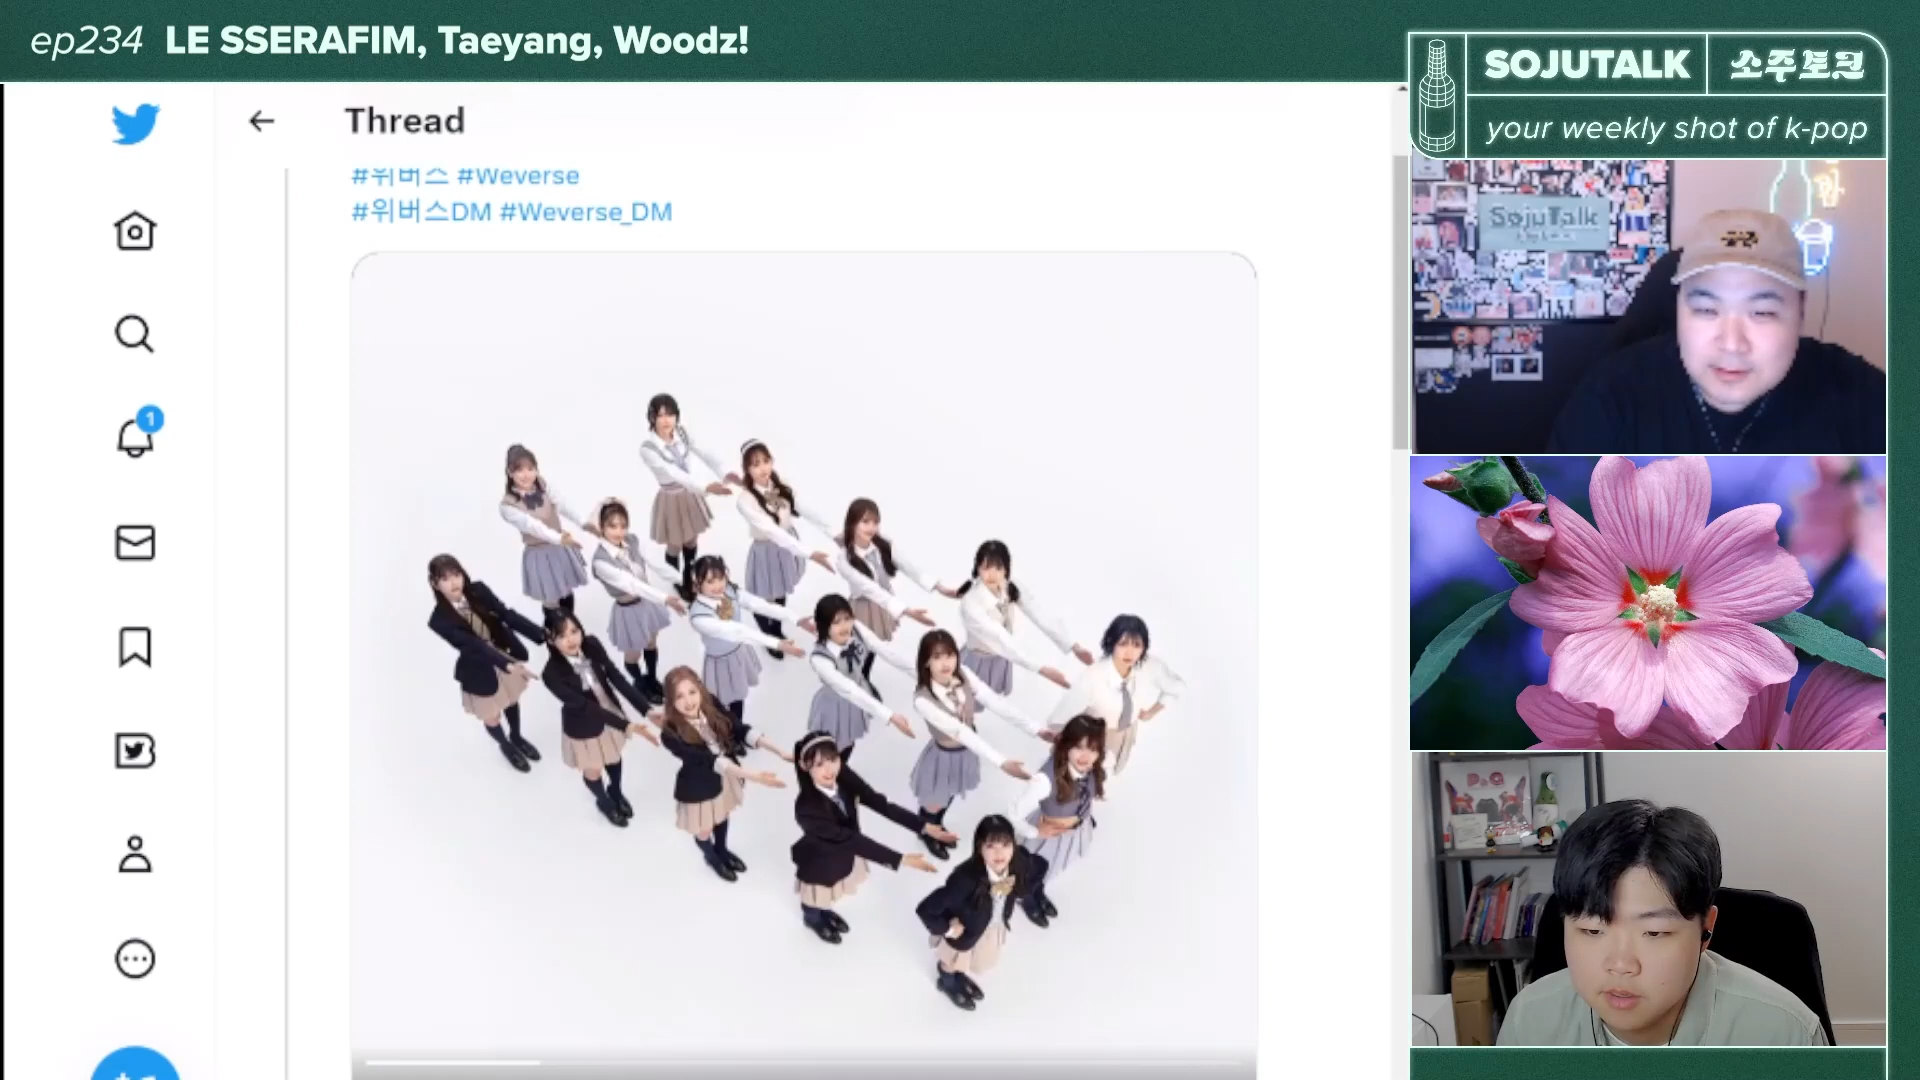 ep234 LE SSERAFIM, Taeyang, Woodz!
SOJUTALK 소주토크
your weekly shot of k-pop
Thread
#위버스 #Weverse
#위버스DM #Weverse_DM
1
SojuTalk